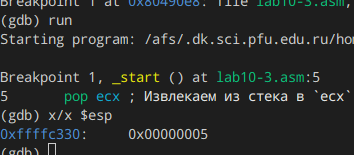 Breakpoint 1 at 0x80490e8: file lab10-3.asm,
(gdb) run
Starting program: /afs/.dk.sci.pfu.edu.ru/hom
Breakpoint 1, _start () at lab10-3.asm:5
5 pop ecx ; Извлекаем из стека в `ecx`
(gdb) x/x $esp
0xffffc330: 0x00000005
(gdb)